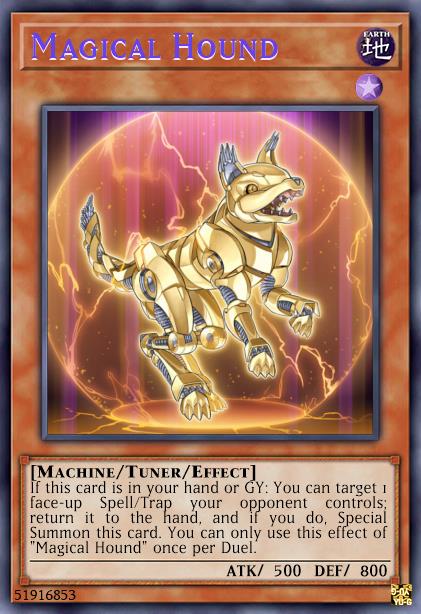 MAGICAL HOUND
EARTH
地
[MACHINE/TUNER/EFFECT]
If this card is in your hand or GY: You can target 1
face-up Spell/Trap your opponent controls;
return it to the hand, and if you do, Special
Summon this card. You can only use this effect of
"Magical Hound" once per Duel.
ATK/ 500 DEF/ 800
51916853